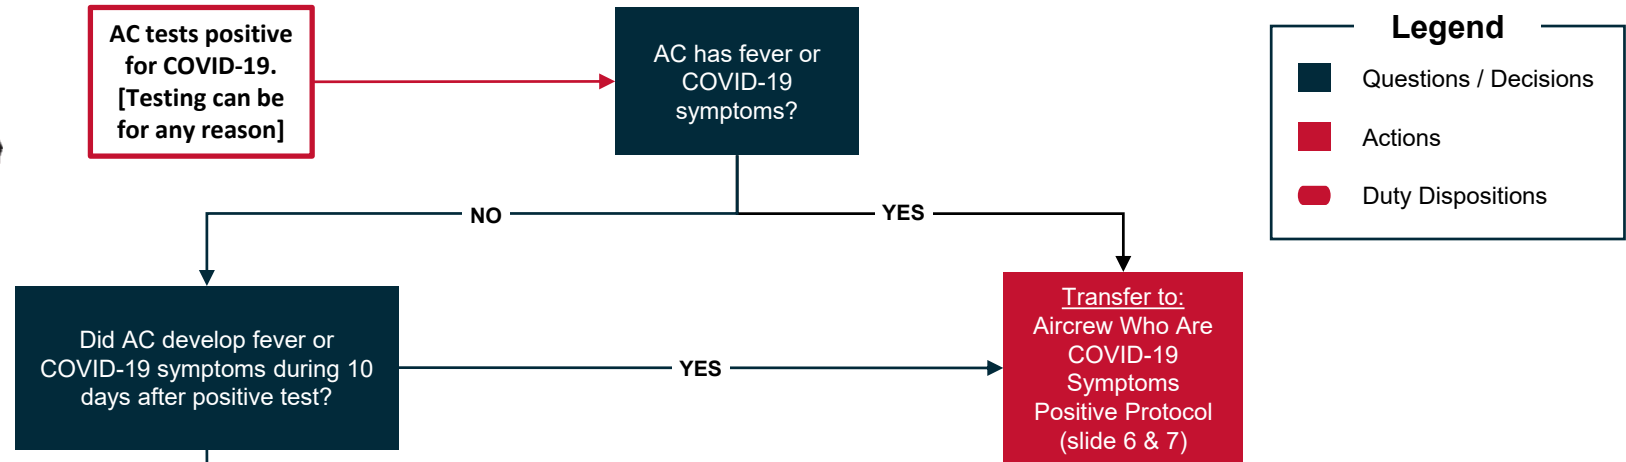 AC tests positive
for COVID-19.
[Testing can be
for any reason]
AC has fever or
COVID-19
symptoms?
Legend
Questions / Decisions
Actions
Duty Dispositions
NO
YES
Did AC develop fever or
COVID-19 symptoms during 10
days after positive test?
YES
Transfer to:
Aircrew Who Are
COVID-19
Symptoms
Positive Protocol
(slide 6 & 7)